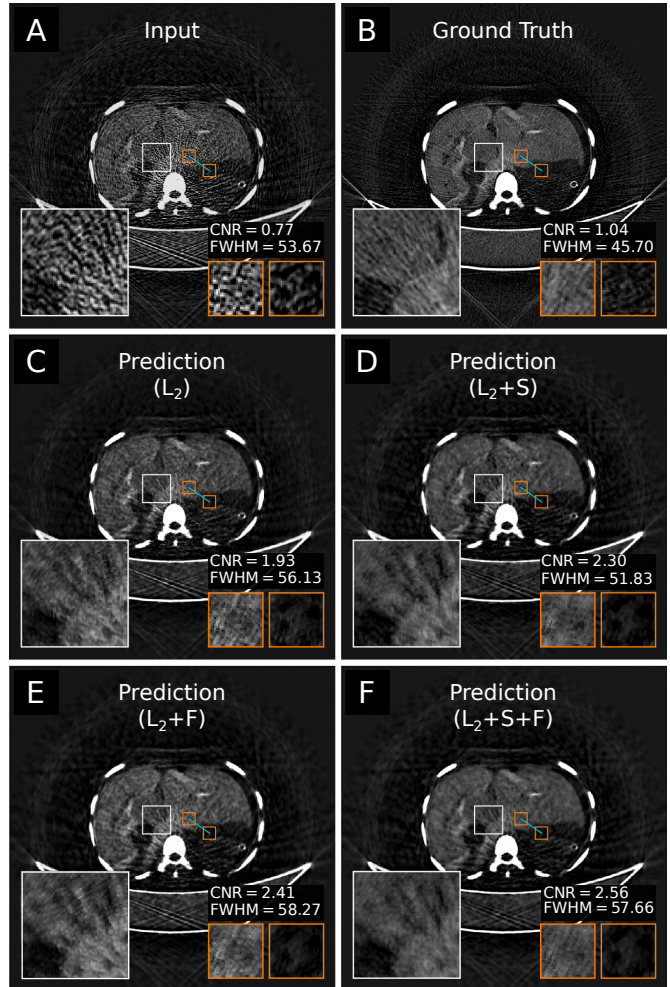 A
Input
CNR = 0.77
FWHM = 53.67
B
Ground Truth
CNR = 1.04
FWHM = 45.70
C
Prediction
(L₂)
CNR = 1.93
FWHM = 56.13
D
Prediction
(L₂+S)
CNR = 2.30
FWHM = 51.83
E
Prediction
(L₂+F)
CNR = 2.41
FWHM = 58.27
F
Prediction
(L₂+S+F)
CNR = 2.56
FWHM = 57.66